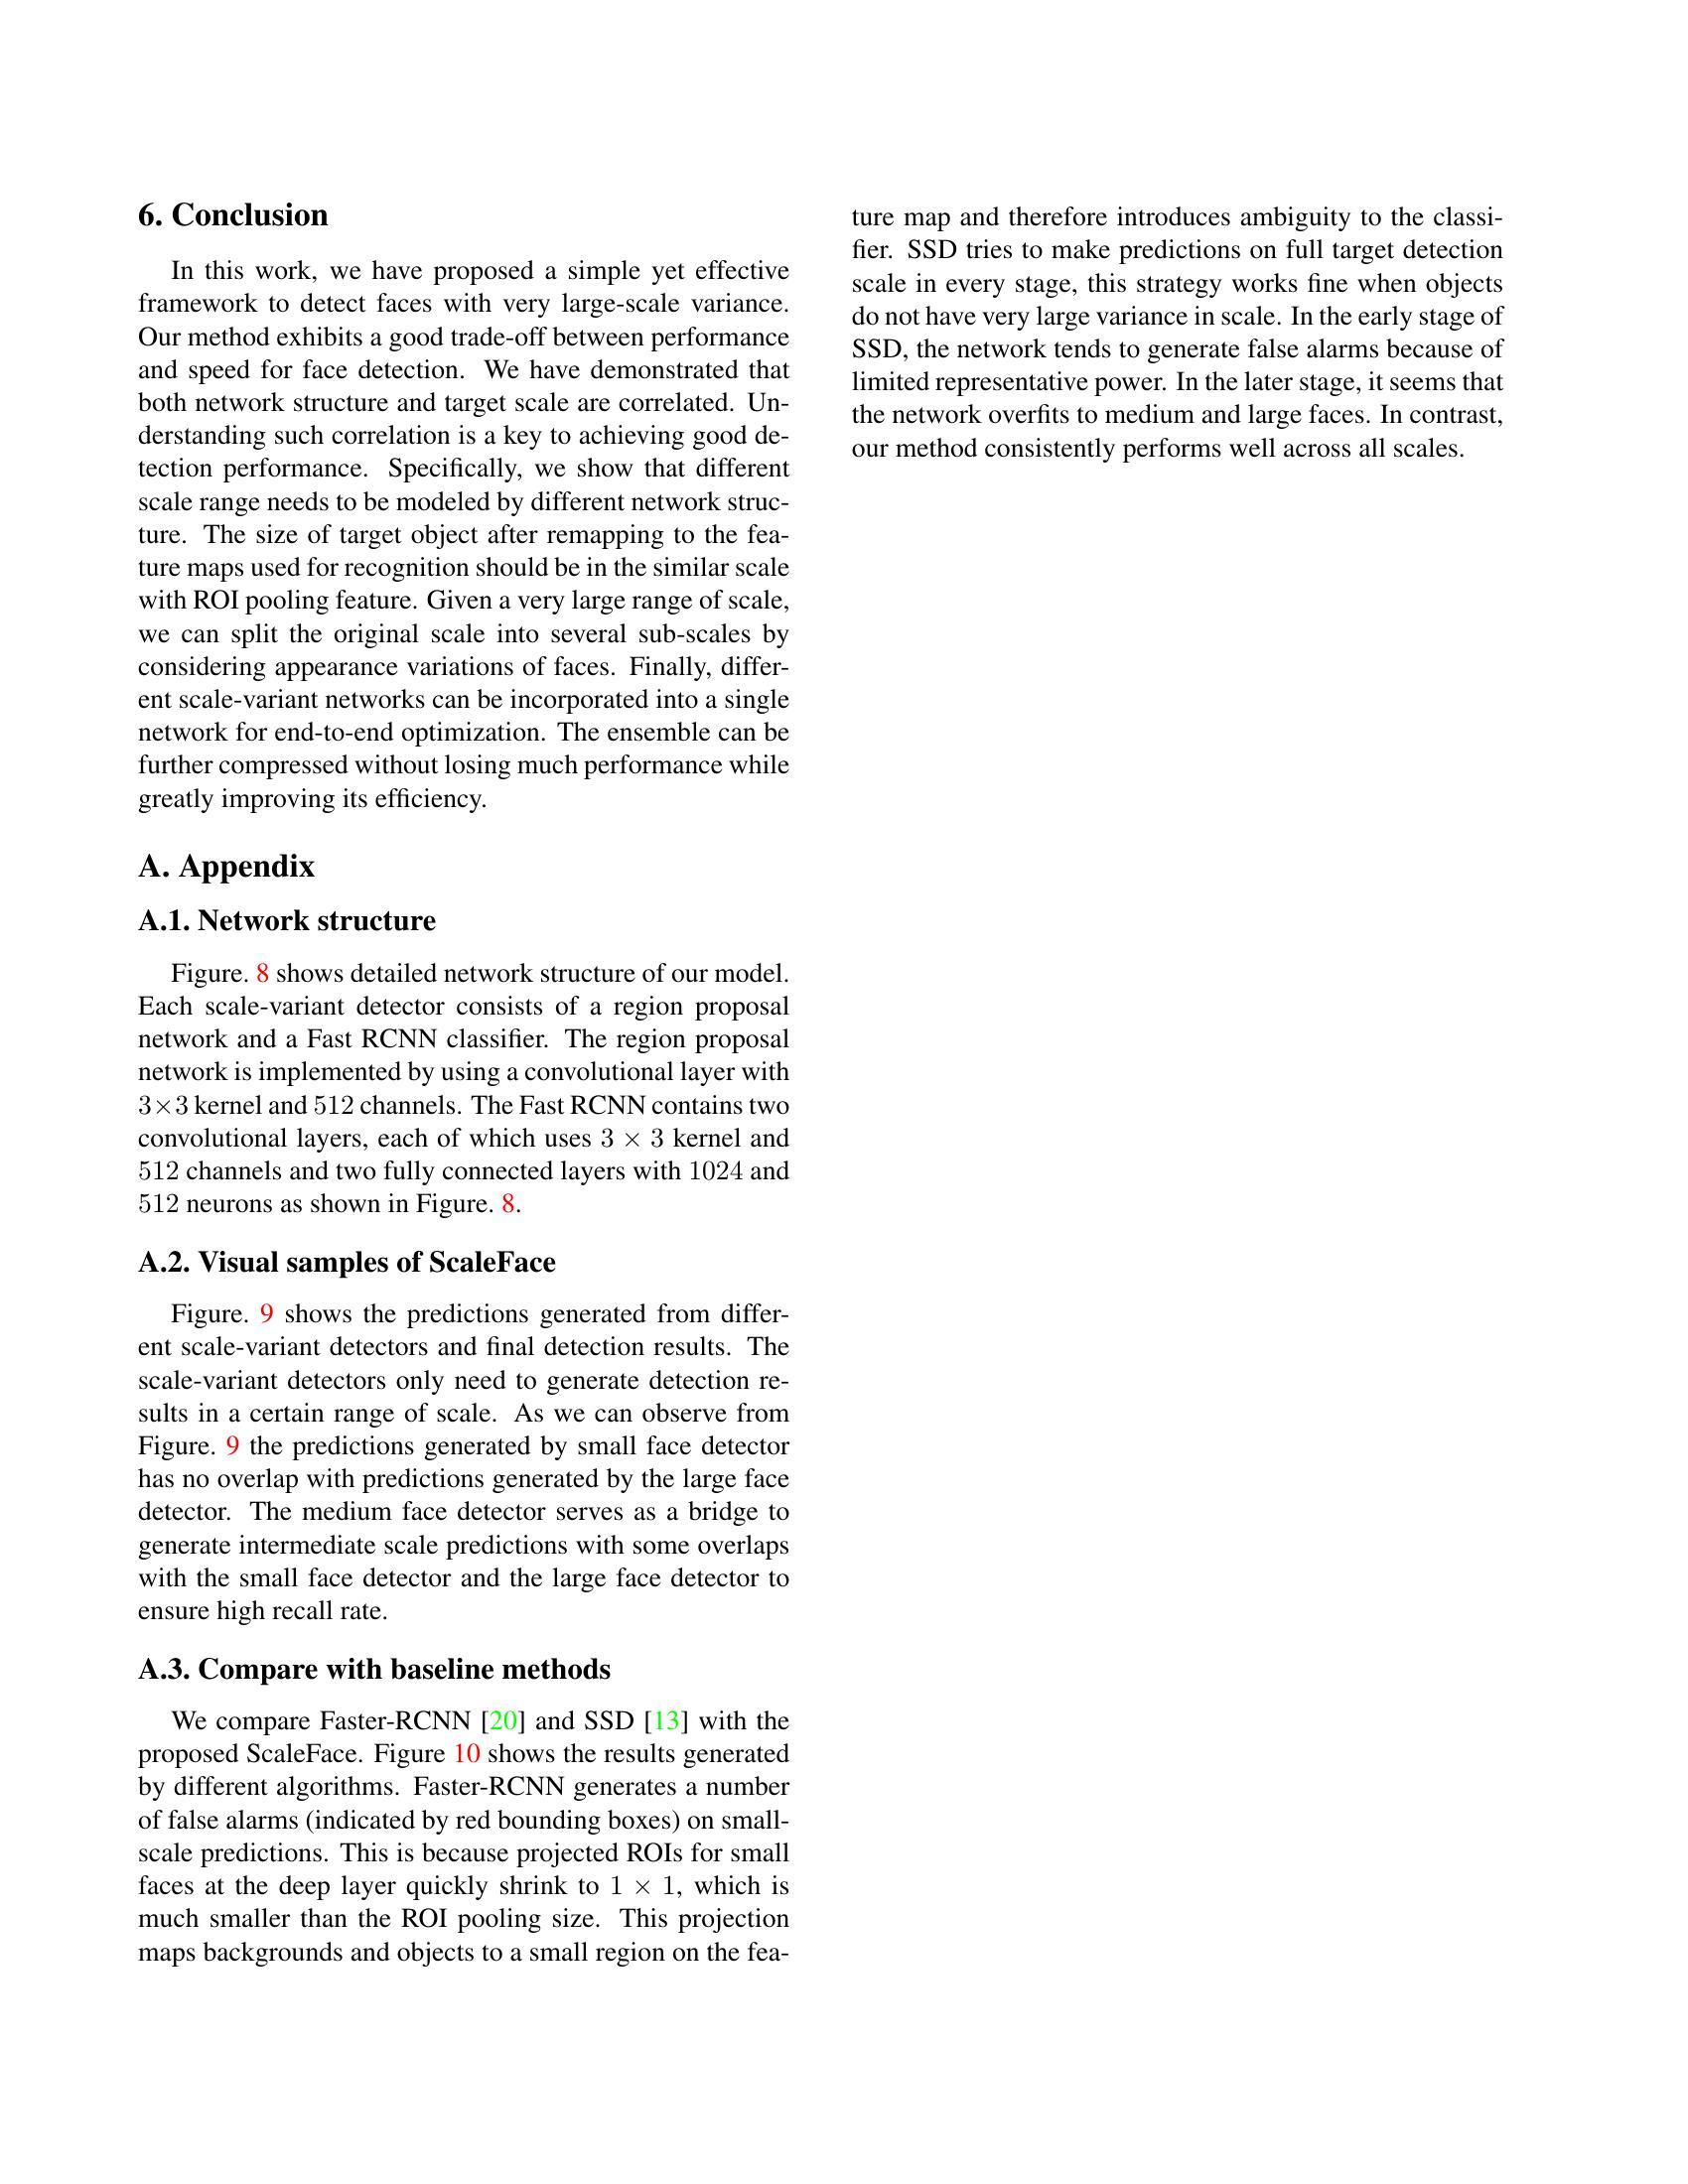 6. Conclusion
In this work, we have proposed a simple yet effective
framework to detect faces with very large-scale variance.
Our method exhibits a good trade-off between performance
and speed for face detection. We have demonstrated that
both network structure and target scale are correlated. Un-
derstanding such correlation is a key to achieving good de-
tection performance. Specifically, we show that different
scale range needs to be modeled by different network struc-
ture. The size of target object after remapping to the fea-
ture maps used for recognition should be in the similar scale
with ROI pooling feature. Given a very large range of scale,
we can split the original scale into several sub-scales by
considering appearance variations of faces. Finally, differ-
ent scale-variant networks can be incorporated into a single
network for end-to-end optimization. The ensemble can be
further compressed without losing much performance while
greatly improving its efficiency.
A. Appendix
A.1. Network structure
Figure. 8 shows detailed network structure of our model.
Each scale-variant detector consists of a region proposal
network and a Fast RCNN classifier. The region proposal
network is implemented by using a convolutional layer with
3×3 kernel and 512 channels. The Fast RCNN contains two
convolutional layers, each of which uses 3 × 3 kernel and
512 channels and two fully connected layers with 1024 and
512 neurons as shown in Figure. 8.
A.2. Visual samples of ScaleFace
Figure. 9 shows the predictions generated from differ-
ent scale-variant detectors and final detection results. The
scale-variant detectors only need to generate detection re-
sults in a certain range of scale. As we can observe from
Figure. 9 the predictions generated by small face detector
has no overlap with predictions generated by the large face
detector. The medium face detector serves as a bridge to
generate intermediate scale predictions with some overlaps
with the small face detector and the large face detector to
ensure high recall rate.
A.3. Compare with baseline methods
We compare Faster-RCNN [20] and SSD [13] with the
proposed ScaleFace. Figure 10 shows the results generated
by different algorithms. Faster-RCNN generates a number
of false alarms (indicated by red bounding boxes) on small-
scale predictions. This is because projected ROIs for small
faces at the deep layer quickly shrink to 1 × 1, which is
much smaller than the ROI pooling size. This projection
maps backgrounds and objects to a small region on the fea-
ture map and therefore introduces ambiguity to the classi-
fier. SSD tries to make predictions on full target detection
scale in every stage, this strategy works fine when objects
do not have very large variance in scale. In the early stage of
SSD, the network tends to generate false alarms because of
limited representative power. In the later stage, it seems that
the network overfits to medium and large faces. In contrast,
our method consistently performs well across all scales.